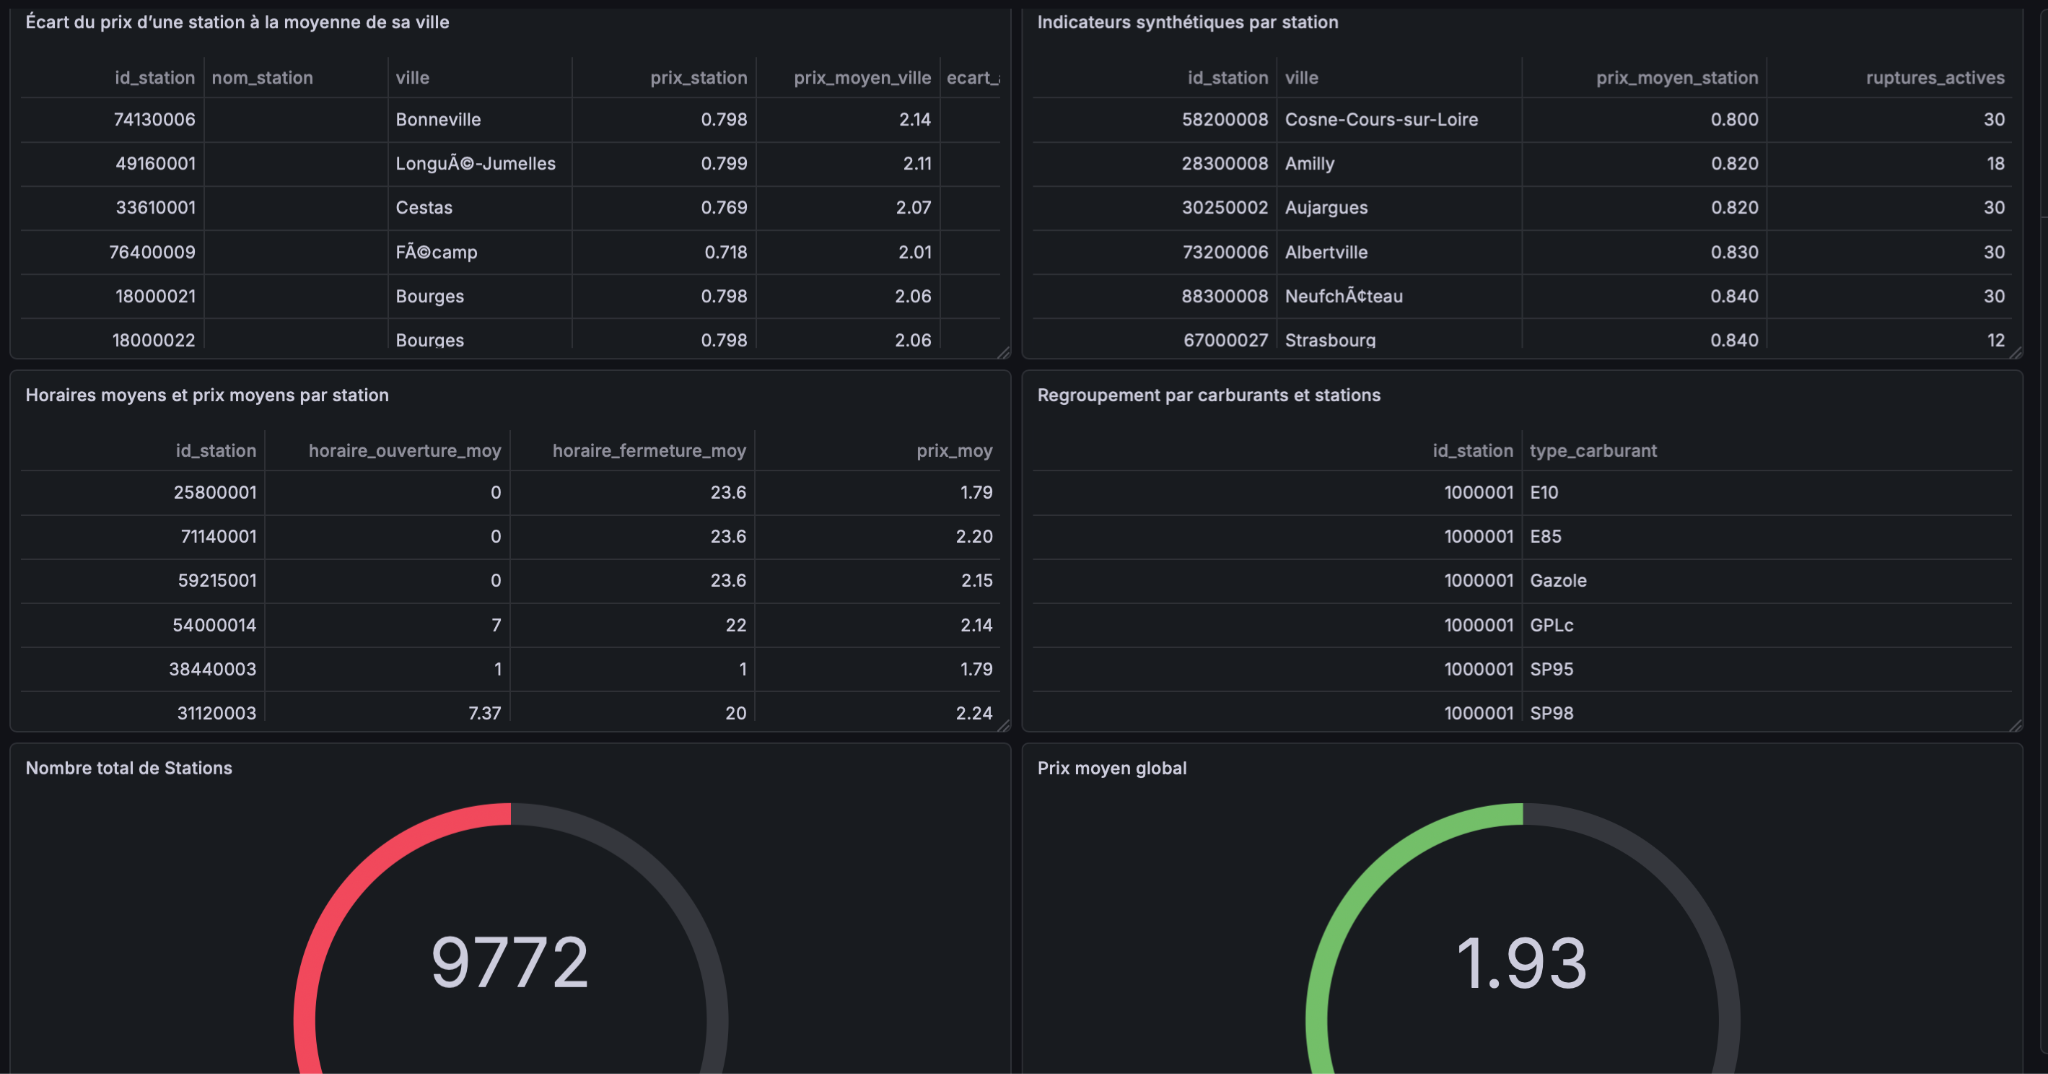 Écart du prix d’une station à la moyenne de sa ville
id_station nom_station ville prix_station prix_moyen_ville ecart_
74130006 Bonneville 0.798 2.14
49160001 LonguÃ©-Jumelles 0.799 2.11
33610001 Cestas 0.769 2.07
76400009 FÃ©camp 0.718 2.01
18000021 Bourges 0.798 2.06
18000022 Bourges 0.798 2.06
Indicateurs synthétiques par station
id_station ville prix_moyen_station ruptures_actives
58200008 Cosne-Cours-sur-Loire 0.800 30
28300008 Amilly 0.820 18
30250002 Aujargues 0.820 30
73200006 Albertville 0.830 30
88300008 NeufchÃ¢teau 0.840 30
67000027 Strasbourg 0.840 12
Horaires moyens et prix moyens par station
id_station horaire_ouverture_moy horaire_fermeture_moy prix_moy
25800001 0 23.6 1.79
71140001 0 23.6 2.20
59215001 0 23.6 2.15
54000014 7 22 2.14
38440003 1 1 1.79
31120003 7.37 20 2.24
Regroupement par carburants et stations
id_station type_carburant
1000001 E10
1000001 E85
1000001 Gazole
1000001 GPLc
1000001 SP95
1000001 SP98
Nombre total de Stations
9772
Prix moyen global
1.93